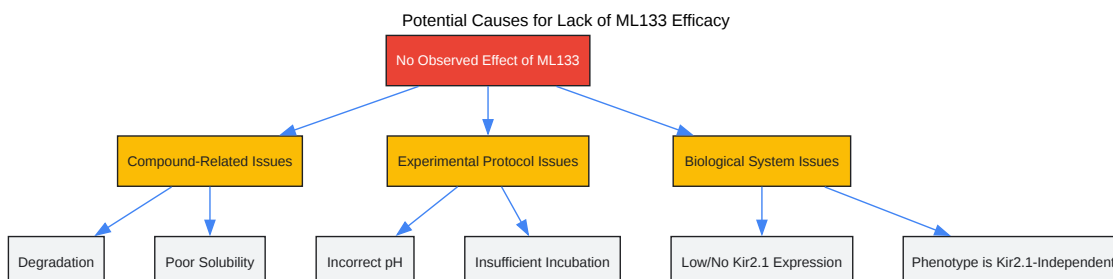 Potential Causes for Lack of ML133 Efficacy
No Observed Effect of ML133
Compound-Related Issues
Experimental Protocol Issues
Biological System Issues
Degradation
Poor Solubility
Incorrect pH
Insufficient Incubation
Low/No Kir2.1 Expression
Phenotype is Kir2.1-Independent